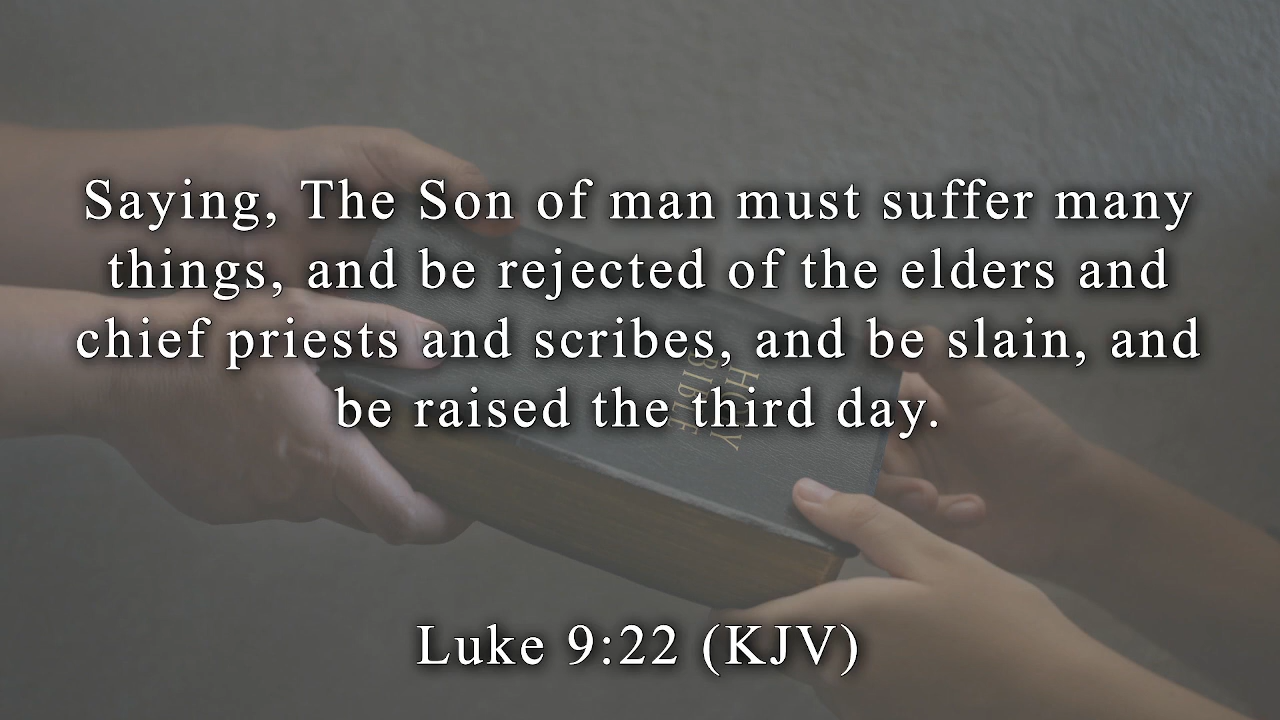 Saying, The Son of man must suffer many
things, and be rejected of the elders and
chief priests and scribes, and be slain, and
be raised the third day.
HOLY
BIBLE
Luke 9:22 (KJV)